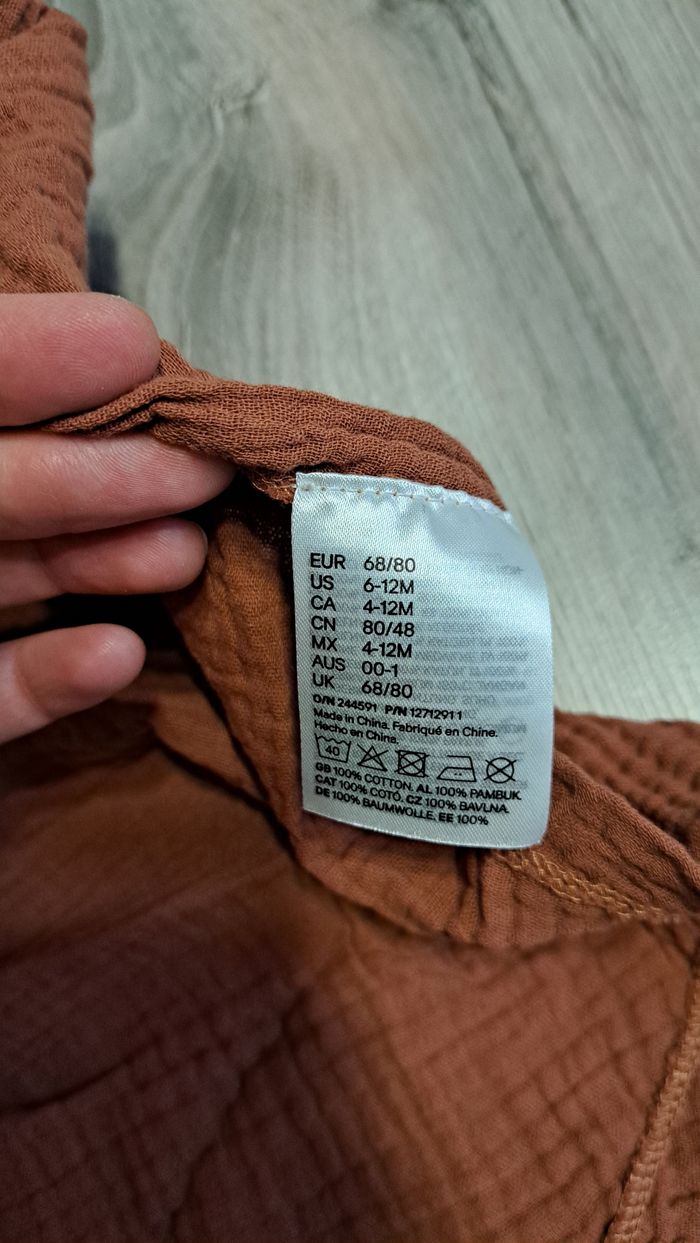 EUR 68/80
US 6-12M
CA 4-12M
CN 80/48
MX 4-12M
AUS 00-1
UK 68/80
O/N 244591 P/N 12712911
Made in China. Fabriqué en Chine.
Hecho en China.
40
GB 100% COTTON. AL 100% PAMBUK.
CAT 100% COTÓ. CZ 100% BAVLNA.
DE 100% BAUMWOLLE. EE 100%